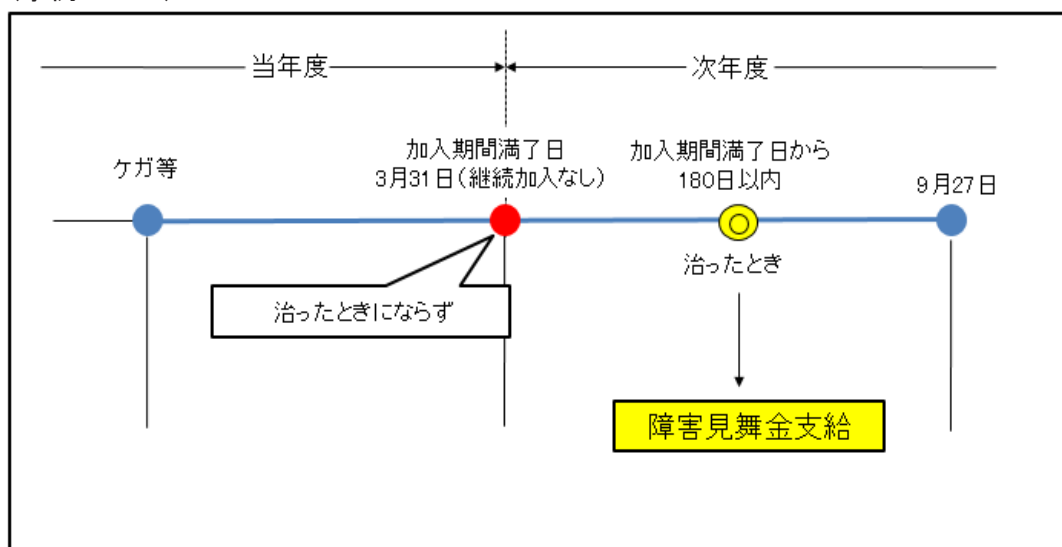 当年度
次年度
ケガ等
加入期間満了日
3月31日(継続加入なし)
加入期間満了日から
180日以内
9月27日
治ったとき
治ったときにならず
障害見舞金支給